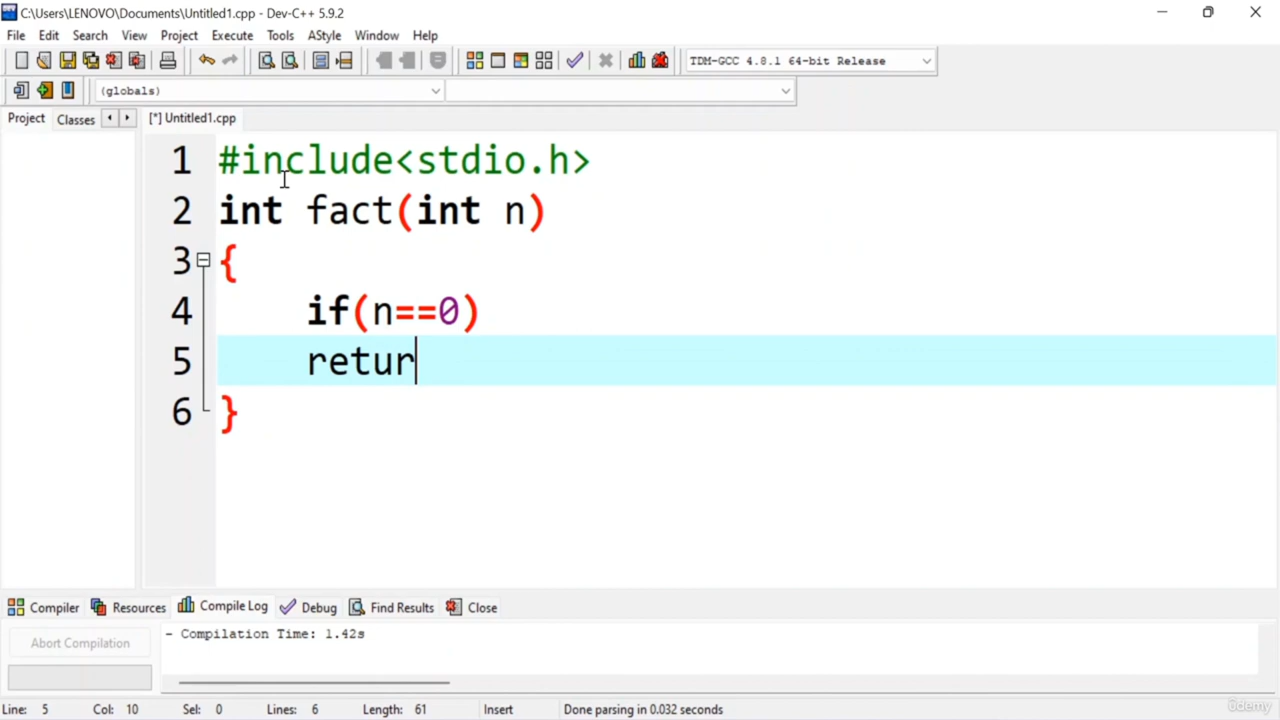 C:\Users\LENOVO\Documents\Untitled1.cpp - Dev-C++ 5.9.2
File Edit Search View Project Execute Tools AStyle Window Help
TDM-GCC 4.8.1 64-bit Release
(globals)
Project Classes [*] Untitled1.cpp
1 #include<stdio.h>
2 int fact(int n)
3 {
4 if(n==0)
5 retur
6 }
Compiler Resources Compile Log Debug Find Results Close
Abort Compilation - Compilation Time: 1.42s
Line: 5 Col: 10 Sel: 0 Lines: 6 Length: 61 Insert Done parsing in 0.032 seconds
ûdemy